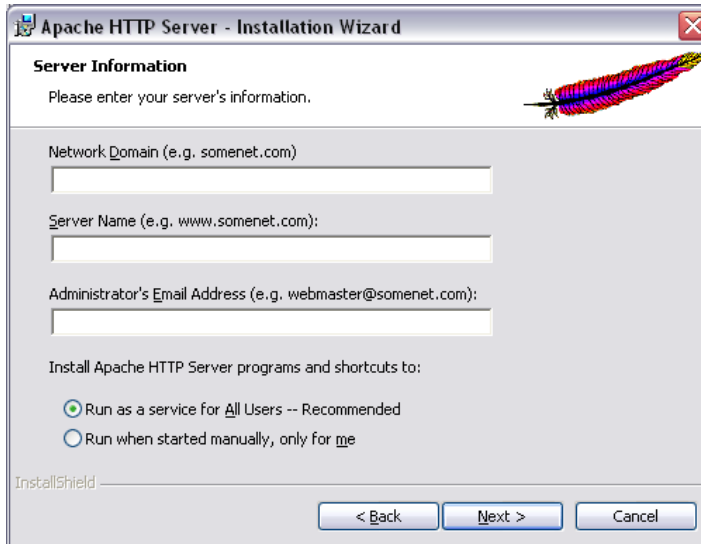 Apache HTTP Server - Installation Wizard
Server Information
Please enter your server's information.
Network Domain (e.g. somenet.com)
Server Name (e.g. www.somenet.com):
Administrator's Email Address (e.g. webmaster@somenet.com):
Install Apache HTTP Server programs and shortcuts to:
Run as a service for All Users -- Recommended
Run when started manually, only for me
InstallShield
< Back Next > Cancel